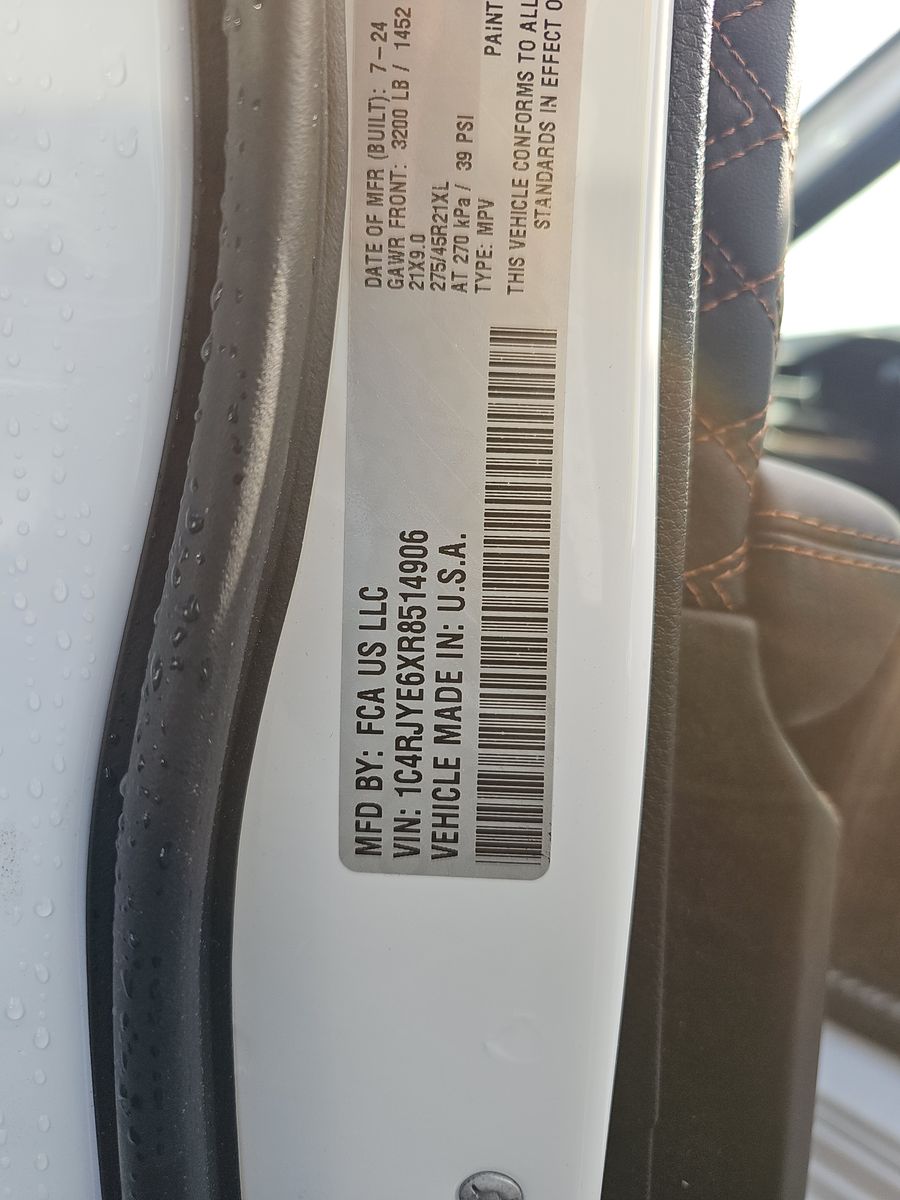 MFD BY: FCA US LLC
VIN: 1C4RJYE6XR8514906
VEHICLE MADE IN: U.S.A.
DATE OF MFR (BUILT): 7-24
GAWR FRONT: 3200 LB / 1452
21X9.0
275/45R21XL
AT 270 kPa / 39 PSI
TYPE: MPV
PAINT
THIS VEHICLE CONFORMS TO ALL
STANDARDS IN EFFECT O